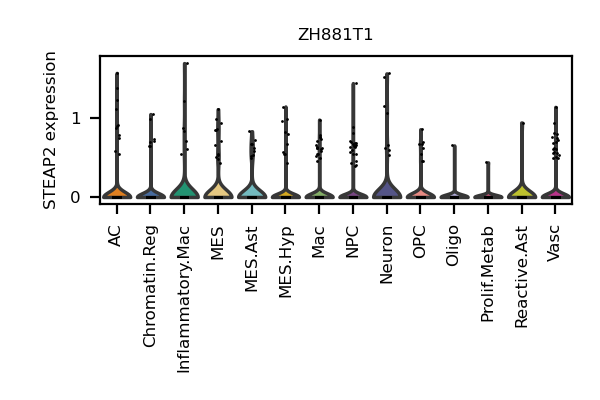 ZH881T1
STEAP2 expression
1
0
AC
Chromatin.Reg
Inflammatory.Mac
MES
MES.Ast
MES.Hyp
Mac
NPC
Neuron
OPC
Oligo
Prolif.Metab
Reactive.Ast
Vasc